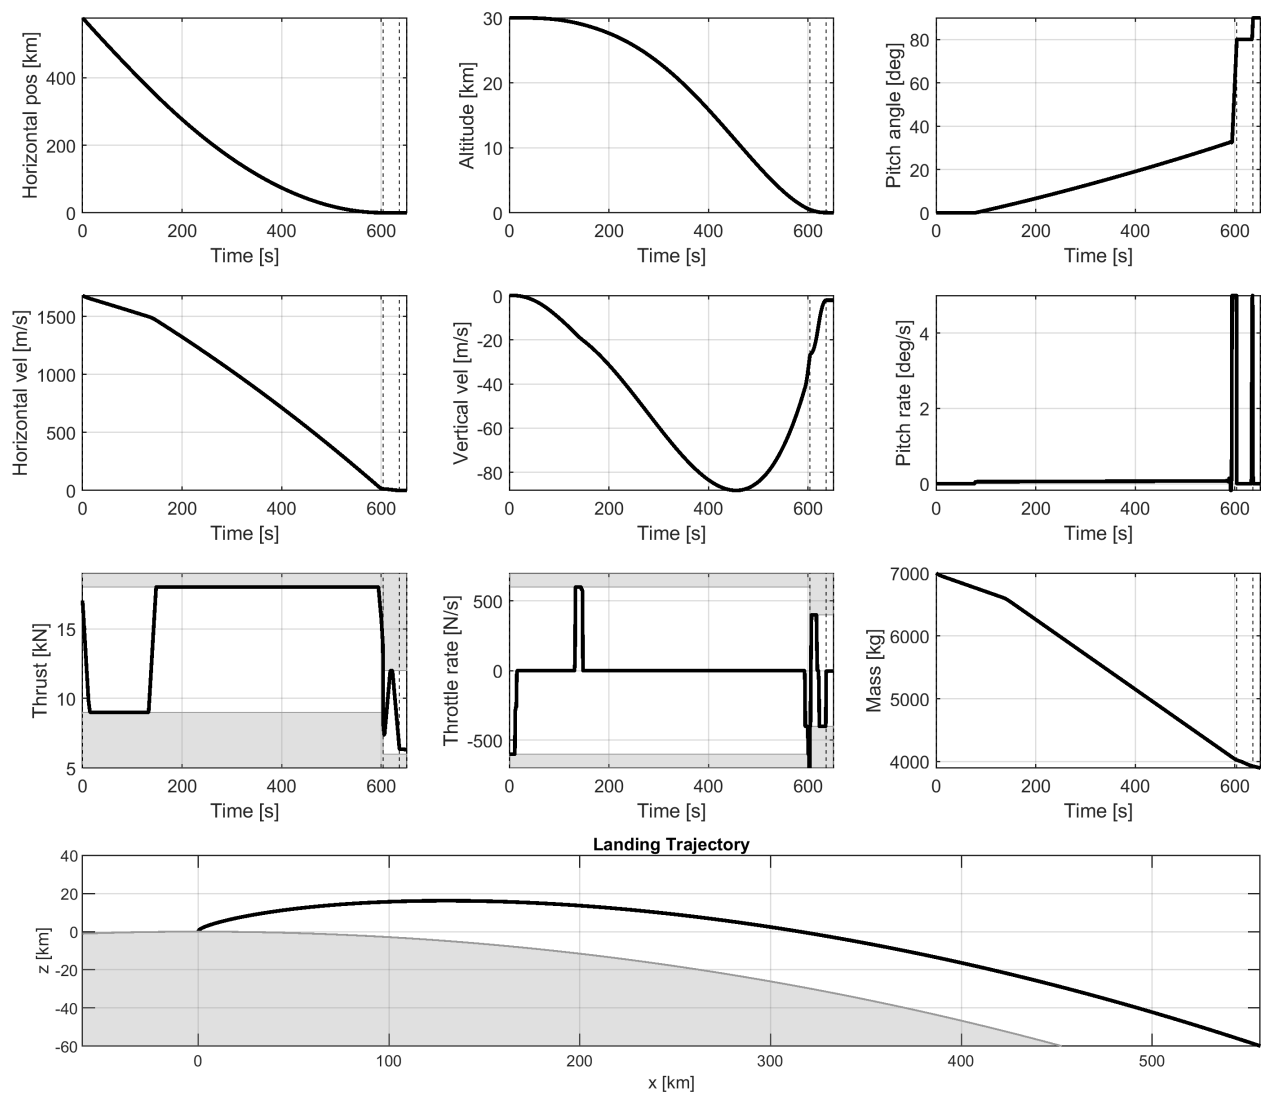 Horizontal pos [km]
400
200
0
0 200 400 600
Time [s]
Altitude [km]
30
20
10
0
0 200 400 600
Time [s]
Pitch angle [deg]
80
60
40
20
0
0 200 400 600
Time [s]
Horizontal vel [m/s]
1500
1000
500
0
0 200 400 600
Time [s]
Vertical vel [m/s]
0
-20
-40
-60
-80
0 200 400 600
Time [s]
Pitch rate [deg/s]
4
2
0
0 200 400 600
Time [s]
Thrust [kN]
15
10
5
0 200 400 600
Time [s]
Throttle rate [N/s]
500
0
-500
0 200 400 600
Time [s]
Mass [kg]
7000
6000
5000
4000
0 200 400 600
Time [s]
Landing Trajectory
z [km]
40
20
0
-20
-40
-60
0 100 200 300 400 500
x [km]